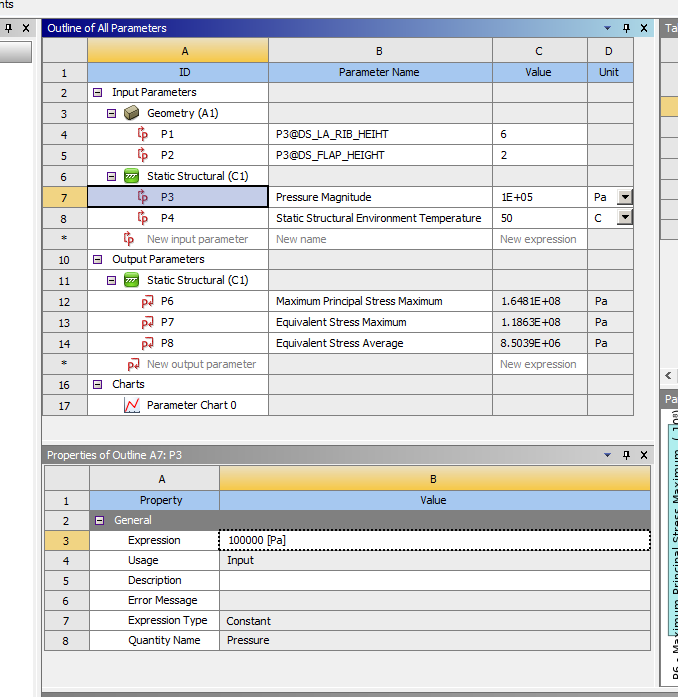 nts
Outline of All Parameters
A B C D
1 ID Parameter Name Value Unit
2 Input Parameters
3 Geometry (A1)
4 P1 P3@DS_LA_RIB_HEIHT 6
5 P2 P3@DS_FLAP_HEIGHT 2
6 Static Structural (C1)
7 P3 Pressure Magnitude 1E+05 Pa
8 P4 Static Structural Environment Temperature 50 C
* New input parameter New name New expression
10 Output Parameters
11 Static Structural (C1)
12 P6 Maximum Principal Stress Maximum 1.6481E+08 Pa
13 P7 Equivalent Stress Maximum 1.1863E+08 Pa
14 P8 Equivalent Stress Average 8.5039E+06 Pa
* New output parameter New expression
16 Charts
17 Parameter Chart 0
Properties of Outline A7: P3
A B
1 Property Value
2 General
3 Expression 100000 [Pa]
4 Usage Input
5 Description
6 Error Message
7 Expression Type Constant
8 Quantity Name Pressure
Ta
Pa
P6 - Maximum Principal Stress Maximum